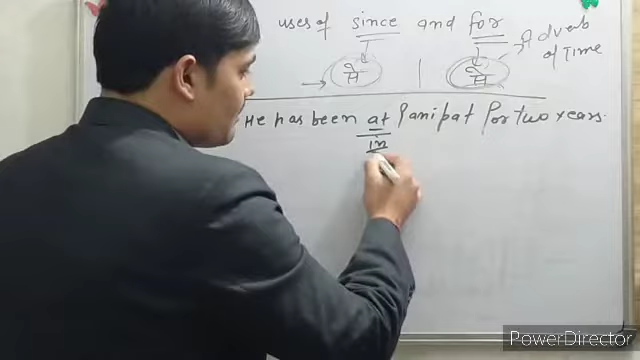 uses of since and for
से | से → Adverb of Time
He has been at Panipat for two years.
in
PowerDirector